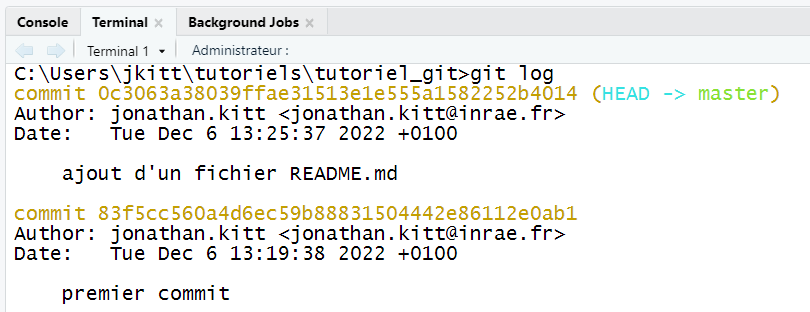 Console Terminal Background Jobs
Terminal 1 Administrateur :
C:\Users\jkitt\tutoriels\tutoriel_git>git log
commit 0c3063a38039ffae31513e1e555a1582252b4014 (HEAD -> master)
Author: jonathan.kitt <jonathan.kitt@inrae.fr>
Date:   Tue Dec 6 13:25:37 2022 +0100
ajout d'un fichier README.md
commit 83f5cc560a4d6ec59b88831504442e86112e0ab1
Author: jonathan.kitt <jonathan.kitt@inrae.fr>
Date:   Tue Dec 6 13:19:38 2022 +0100
premier commit